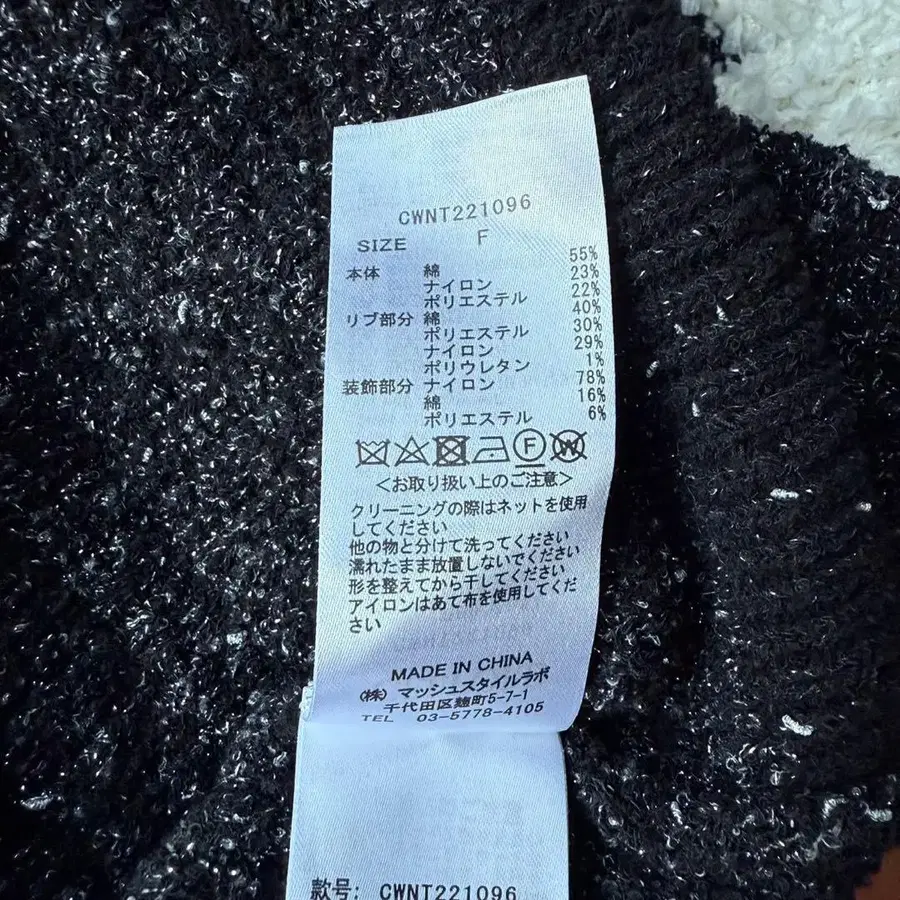 CWNT221096
SIZE F
本体 綿 55%
ナイロン 23%
ポリエステル 22%
リブ部分 綿 40%
ポリエステル 30%
ナイロン 29%
ポリウレタン 1%
装飾部分 ナイロン 78%
綿 16%
ポリエステル 6%
F
W
<お取り扱い上のご注意>
クリーニングの際はネットを使用
してください
他の物と分けて洗ってください
濡れたまま放置しないでください
形を整えてから干してください
アイロンはあて布を使用してくだ
さい
MADE IN CHINA
(株) マッシュスタイルラボ
千代田区麹町5-7-1
TEL 03-5778-4105
款号: CWNT221096